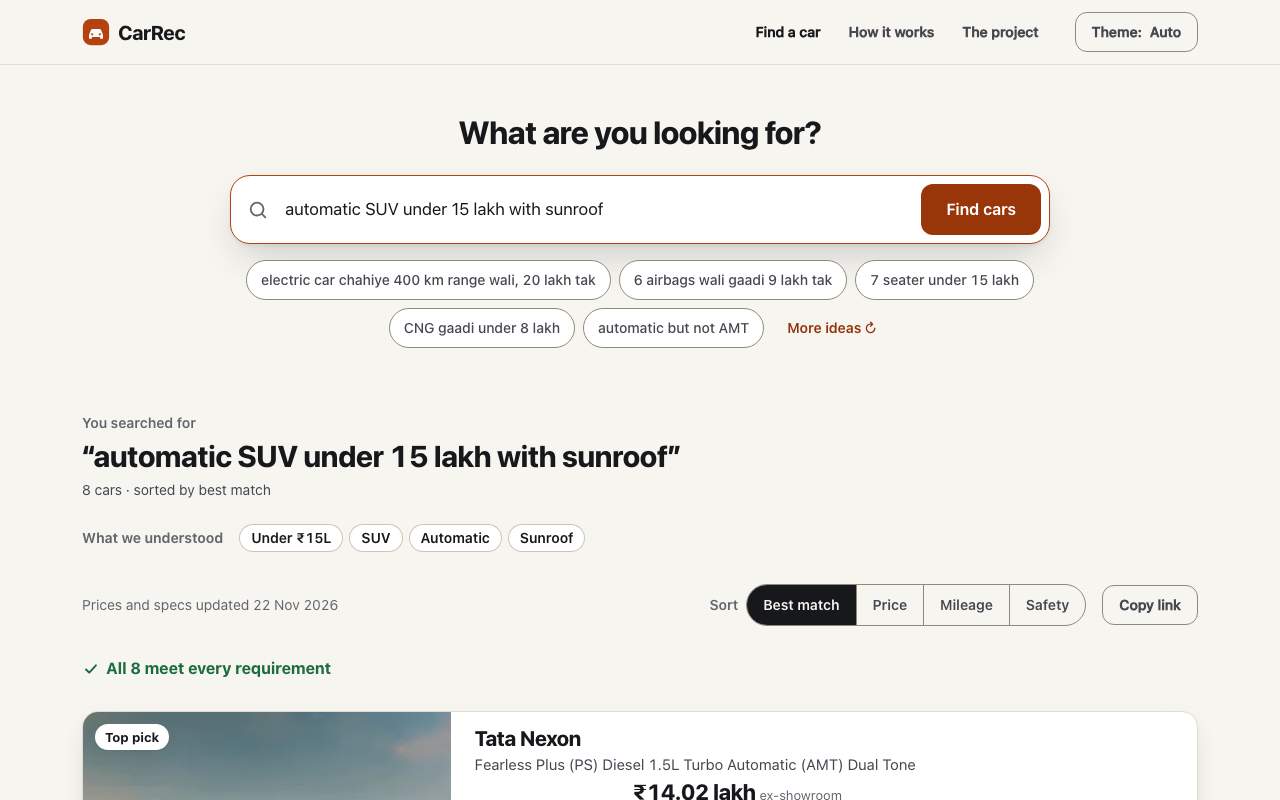 CarRec
Find a car
How it works
The project
Theme: Auto
What are you looking for?
automatic SUV under 15 lakh with sunroof
Find cars
electric car chahiye 400 km range wali, 20 lakh tak
6 airbags wali gaadi 9 lakh tak
7 seater under 15 lakh
CNG gaadi under 8 lakh
automatic but not AMT
More ideas ↻
You searched for
“automatic SUV under 15 lakh with sunroof”
8 cars · sorted by best match
What we understood
Under ₹15L
SUV
Automatic
Sunroof
Prices and specs updated 22 Nov 2026
Sort
Best match
Price
Mileage
Safety
Copy link
All 8 meet every requirement
Top pick
Tata Nexon
Fearless Plus (PS) Diesel 1.5L Turbo Automatic (AMT) Dual Tone
₹14.02 lakh ex-showroom